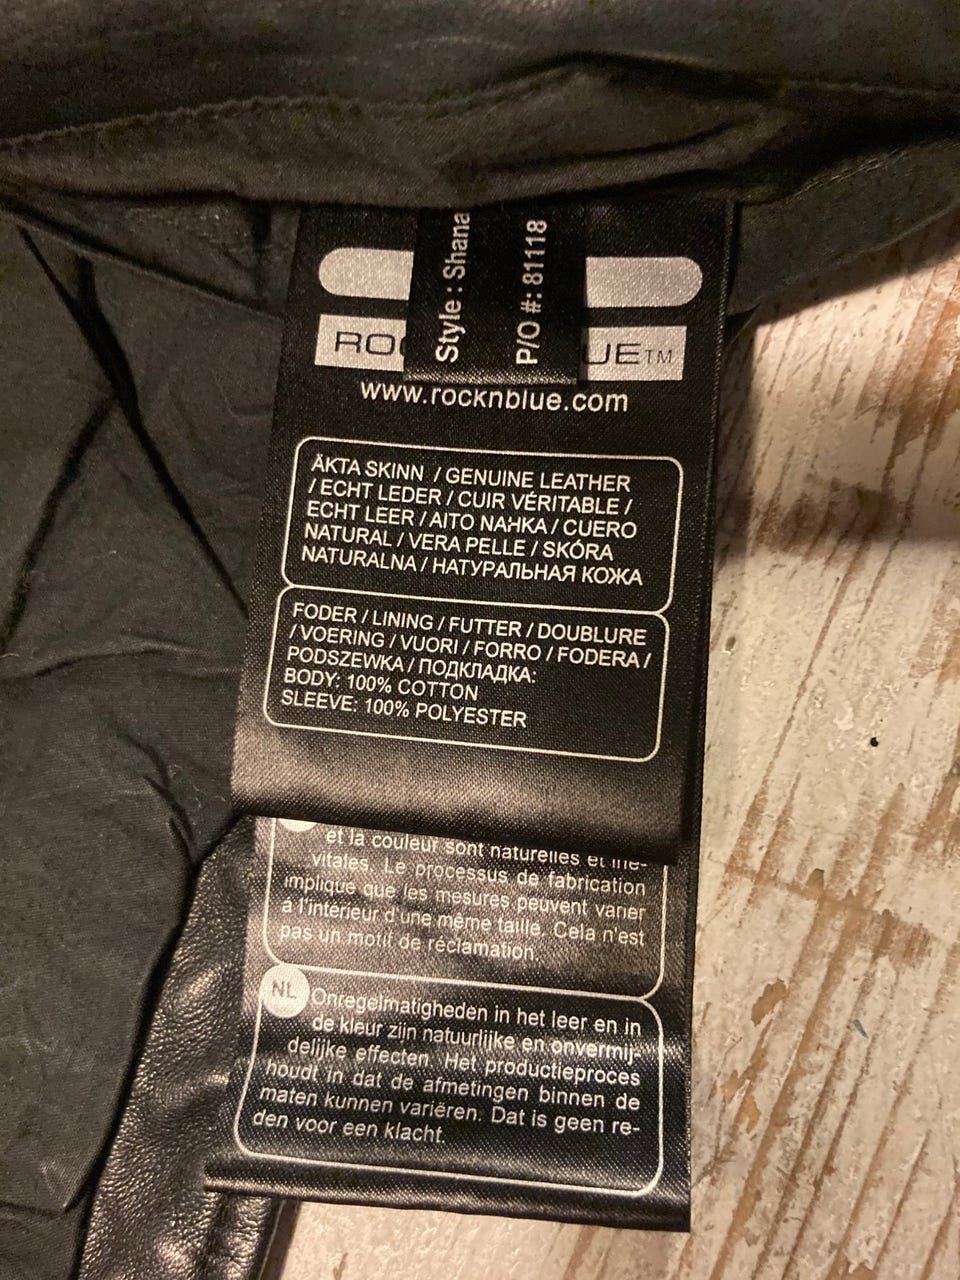 Style : Shana
P/O #: 81118
RO
UE™
www.rocknblue.com
ÄKTA SKINN / GENUINE LEATHER
/ ECHT LEDER / CUIR VÉRITABLE /
ECHT LEER / AITO NAHKA / CUERO
NATURAL / VERA PELLE / SKÓRA
NATURALNA / НАТУРАЛЬНАЯ КОЖА
FODER / LINING / FUTTER / DOUBLURE
/ VOERING / VUORI / FORRO / FODERA /
PODSZEWKA / ПОДКЛАДКА:
BODY: 100% COTTON
SLEEVE: 100% POLYESTER
et la couleur sont naturelles et iné-
vitales. Le processus de fabrication
implique que les mesures peuvent varier
à l'intérieur d'une même taille. Cela n'est
pas un motif de réclamation.
NL
Onregelmatigheden in het leer en in
de kleur zijn natuurlijke en onvermij-
delijke effecten. Het productieproces
houdt in dat de afmetingen binnen de
maten kunnen variëren. Dat is geen re-
den voor een klacht.